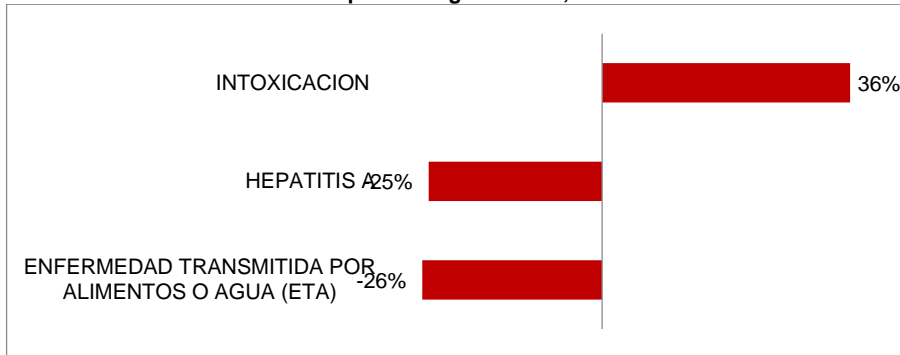 INTOXICACION
36%
HEPATITIS A
-25%
ENFERMEDAD TRANSMITIDA POR
ALIMENTOS O AGUA (ETA)
-26%